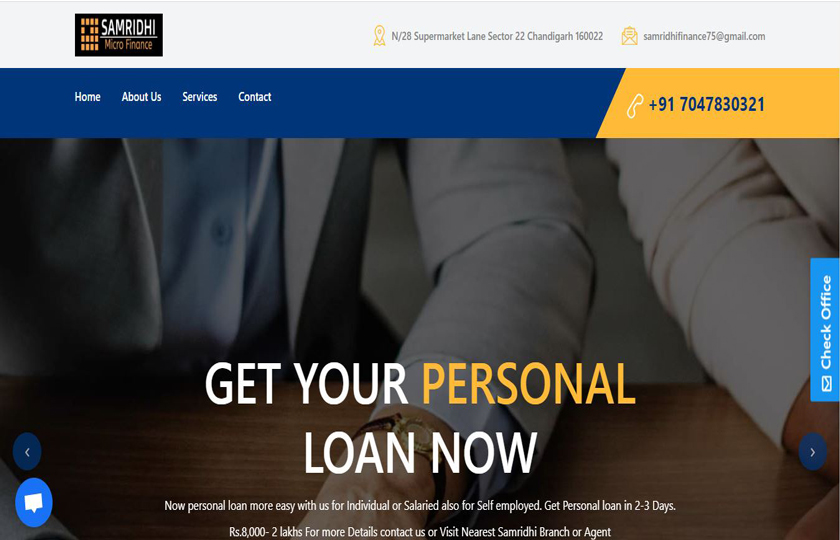 SAMRIDHI
Micro Finance
N/28 Supermarket Lane Sector 22 Chandigarh 160022
samridhifinance75@gmail.com
Home About Us Services Contact
+91 7047830321
Check Office
GET YOUR PERSONAL
LOAN NOW
Now personal loan more easy with us for Individual or Salaried also for Self employed. Get Personal loan in 2-3 Days.
Rs.8,000- 2 lakhs For more Details contact us or Visit Nearest Samridhi Branch or Agent